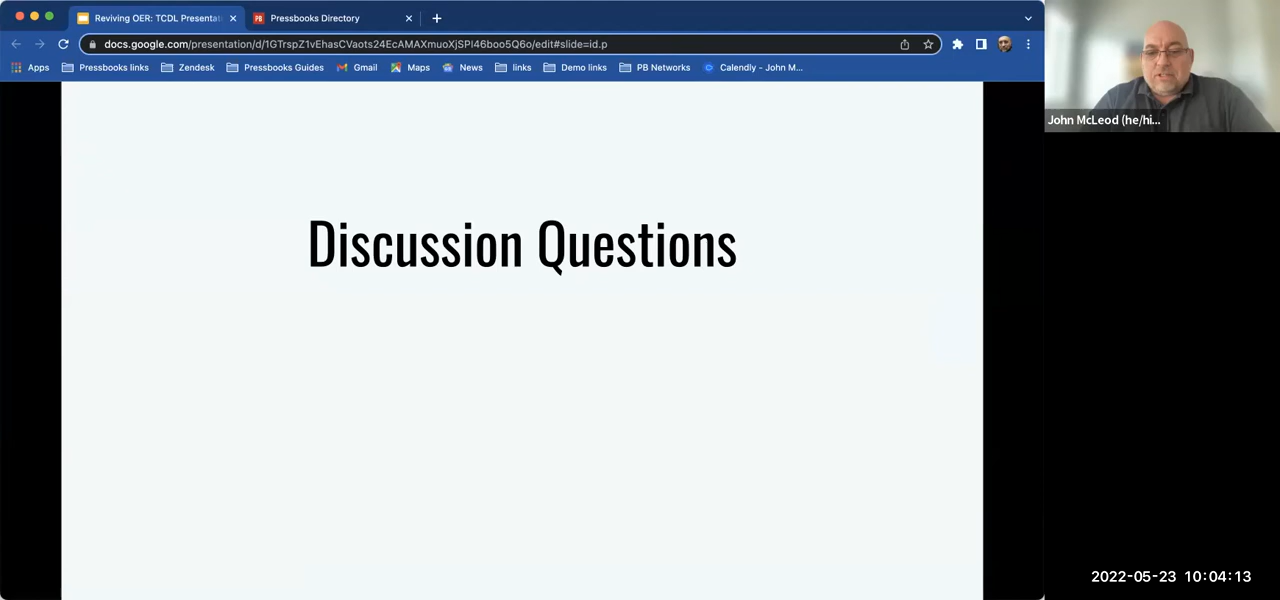 Reviving OER: TCDL Presentat
Pressbooks Directory
docs.google.com/presentation/d/1GTrspZ1vEhasCVaots24EcAMAXmuoXjSPI46boo5Q6o/edit#slide=id.p
Apps Pressbooks links Zendesk Pressbooks Guides Gmail Maps News links Demo links PB Networks Calendly - John M...
John McLeod (he/hi...
Discussion Questions
2022-05-23 10:04:13